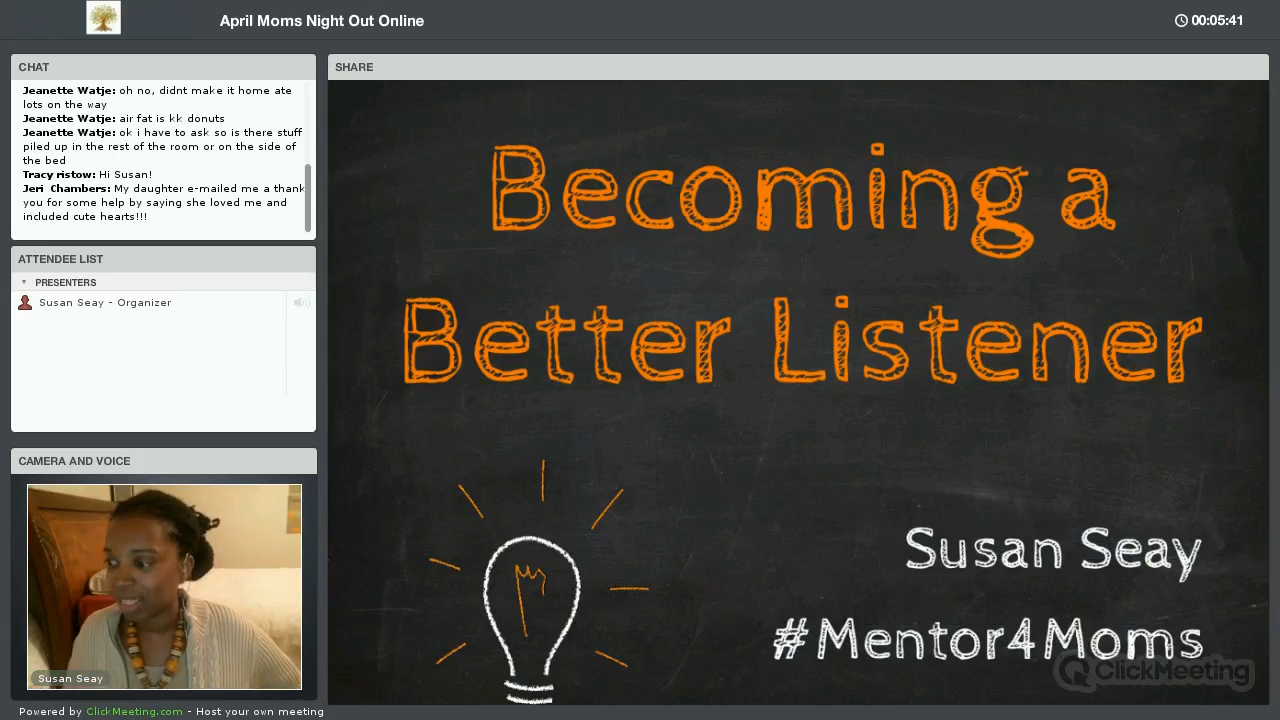 April Moms Night Out Online
00:05:41
CHAT
Jeanette Watje: oh no, didnt make it home ate
lots on the way
Jeanette Watje: air fat is kk donuts
Jeanette Watje: ok i have to ask so is there stuff
piled up in the rest of the room or on the side of
the bed
Tracy ristow: Hi Susan!
Jeri Chambers: My daughter e-mailed me a thank
you for some help by saying she loved me and
included cute hearts!!!
ATTENDEE LIST
PRESENTERS
Susan Seay - Organizer
CAMERA AND VOICE
Susan Seay
Powered by ClickMeeting.com - Host your own meeting
SHARE
Becoming a
Better Listener
Susan Seay
#Mentor4Moms
ClickMeeting